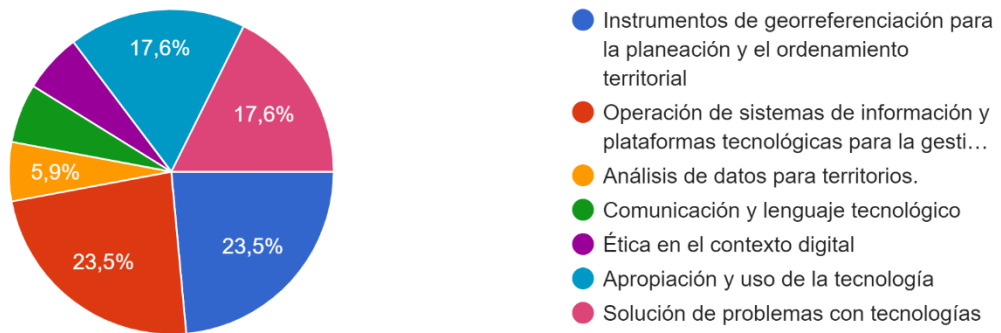 17,6%
17,6%
5,9%
23,5%
23,5%
Instrumentos de georreferenciación para
la planeación y el ordenamiento
territorial
Operación de sistemas de información y
plataformas tecnológicas para la gesti…
Análisis de datos para territorios.
Comunicación y lenguaje tecnológico
Ética en el contexto digital
Apropiación y uso de la tecnología
Solución de problemas con tecnologías